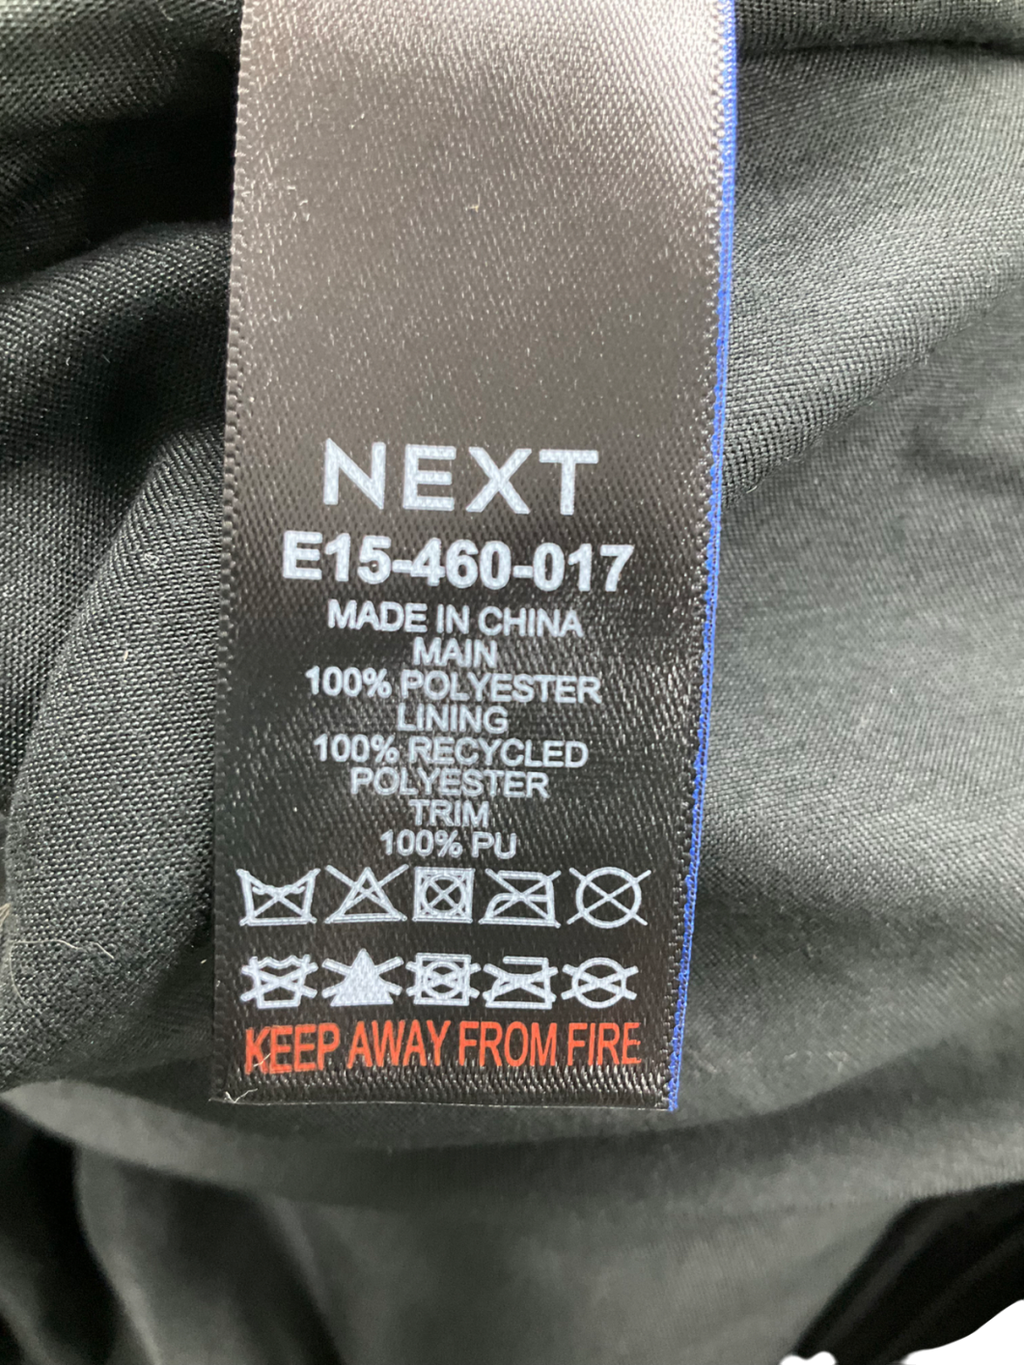 NEXT
E15-460-017
MADE IN CHINA
MAIN
100% POLYESTER
LINING
100% RECYCLED
POLYESTER
TRIM
100% PU
KEEP AWAY FROM FIRE